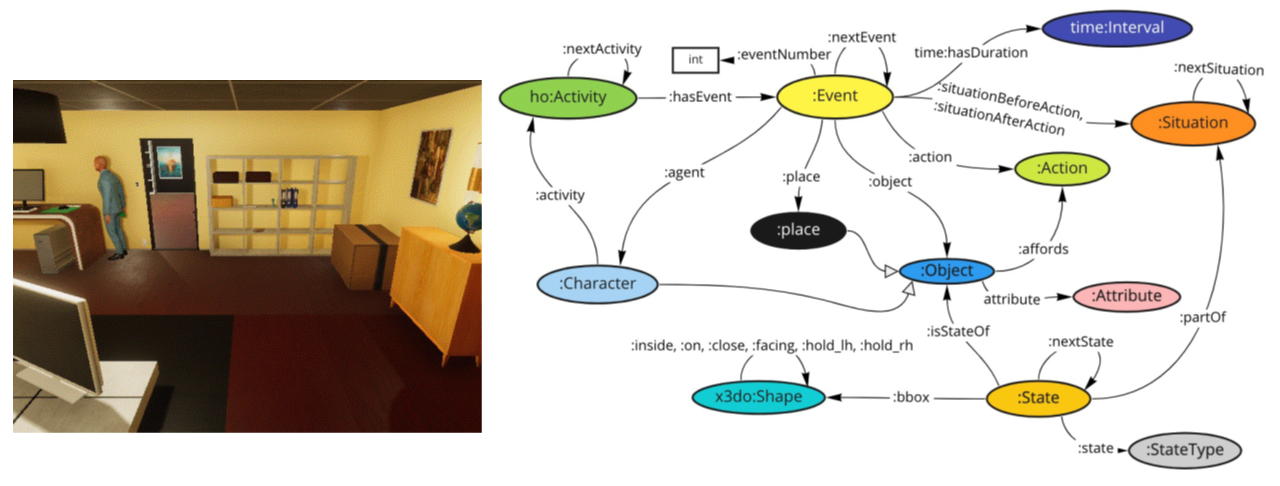 time:Interval
:nextEvent
:nextActivity
:eventNumber
time:hasDuration
int
:nextSituation
ho:Activity
:hasEvent
:Event
:situationBeforeAction,
:situationAfterAction
:Situation
:action
:Action
:agent
:place
:object
:activity
:place
:affords
:Object
:Character
attribute
:Attribute
:partOf
:isStateOf
:inside, :on, :close, :facing, :hold_lh, :hold_rh
:nextState
x3do:Shape
:bbox
:State
:state
:StateType